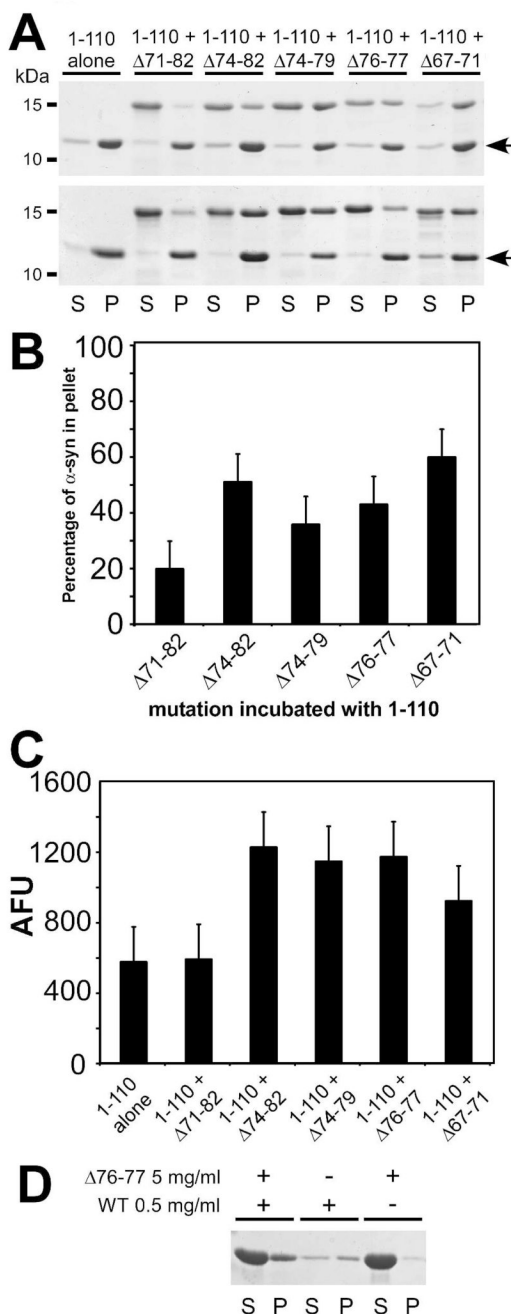 A
1-110 alone
1-110 + Δ71-82
1-110 + Δ74-82
1-110 + Δ74-79
1-110 + Δ76-77
1-110 + Δ67-71
kDa
15
10
15
10
S P S P S P S P S P S P
B
Percentage of α-syn in pellet
100
80
60
40
20
0
Δ71-82
Δ74-82
Δ74-79
Δ76-77
Δ67-71
mutation incubated with 1-110
C
AFU
1600
1200
800
400
0
1-110 alone
1-110 + Δ71-82
1-110 + Δ74-82
1-110 + Δ74-79
1-110 + Δ76-77
1-110 + Δ67-71
D
Δ76-77 5 mg/ml + - +
WT 0.5 mg/ml + + -
S P S P S P